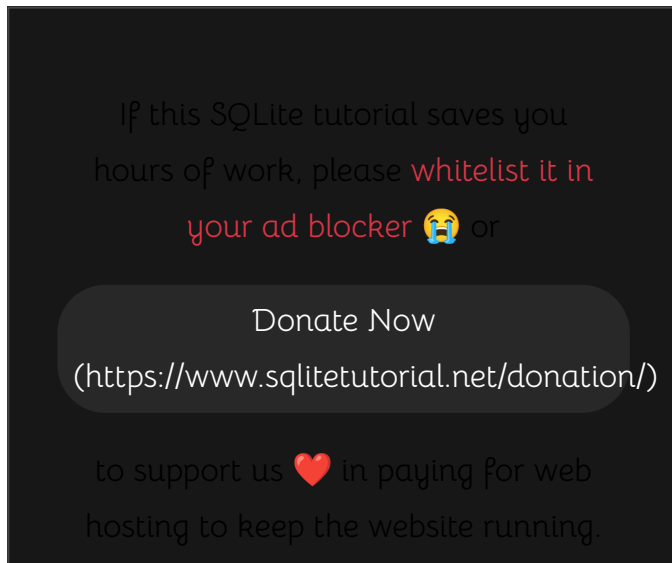 If this SQLite tutorial saves you
hours of work, please whitelist it in
your ad blocker 😭 or
Donate Now
(https://www.sqlitetutorial.net/donation/)
to support us ❤️ in paying for web
hosting to keep the website running.